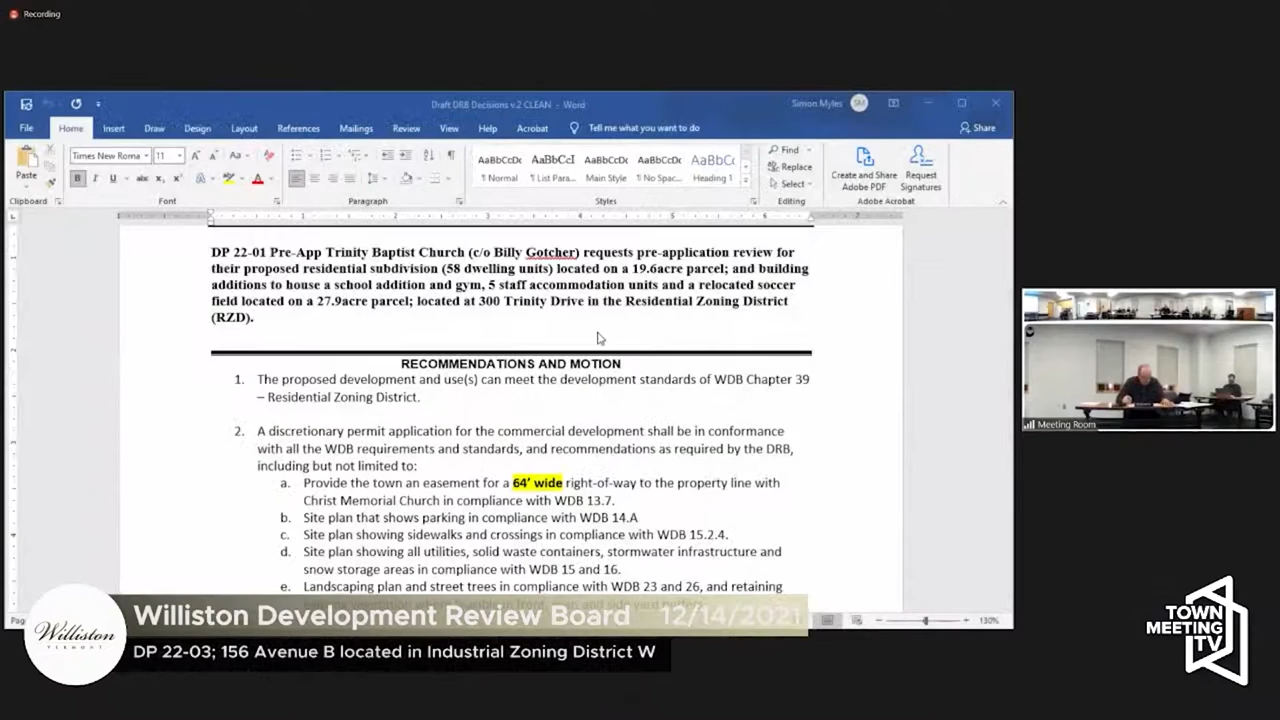 Recording
Draft DRB Decisions v.2 CLEAN - Word
Simon Myles
SM
File
Home
Insert
Draw
Design
Layout
References
Mailings
Review
View
Help
Acrobat
Tell me what you want to do
Share
Paste
Times New Roma
11
Find
Replace
Select
AaBbCcDc
AaBbCcI
AaBbCcDc
AaBbCcDc
AaBbCc
¶ Normal
¶ List Para...
Main Style
¶ No Spac...
Heading 1
Create and Share
Adobe PDF
Request
Signatures
Clipboard
Font
Paragraph
Styles
Editing
Adobe Acrobat
DP 22-01 Pre-App Trinity Baptist Church (c/o Billy Gotcher) requests pre-application review for
their proposed residential subdivision (58 dwelling units) located on a 19.6acre parcel; and building
additions to house a school addition and gym, 5 staff accommodation units and a relocated soccer
field located on a 27.9acre parcel; located at 300 Trinity Drive in the Residential Zoning District
(RZD).
RECOMMENDATIONS AND MOTION
1. The proposed development and use(s) can meet the development standards of WDB Chapter 39
– Residential Zoning District.
2. A discretionary permit application for the commercial development shall be in conformance
with all the WDB requirements and standards, and recommendations as required by the DRB,
including but not limited to:
a. Provide the town an easement for a 64’ wide right-of-way to the property line with
Christ Memorial Church in compliance with WDB 13.7.
b. Site plan that shows parking in compliance with WDB 14.A
c. Site plan showing sidewalks and crossings in compliance with WDB 15.2.4.
d. Site plan showing all utilities, solid waste containers, stormwater infrastructure and
snow storage areas in compliance with WDB 15 and 16.
e. Landscaping plan and street trees in compliance with WDB 23 and 26, and retaining
130%
Meeting Room
Williston
VERMONT
Williston Development Review Board 12/14/2021
DP 22-03; 156 Avenue B located in Industrial Zoning District W
TOWN
MEETING
TV